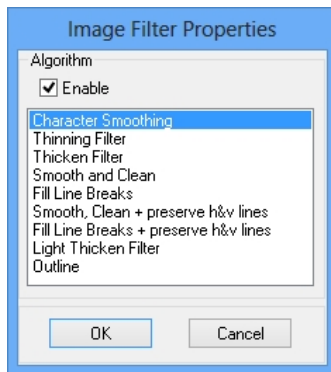 Image Filter Properties
Algorithm
Enable
Character Smoothing
Thinning Filter
Thicken Filter
Smooth and Clean
Fill Line Breaks
Smooth, Clean + preserve h&v lines
Fill Line Breaks + preserve h&v lines
Light Thicken Filter
Outline
OK Cancel